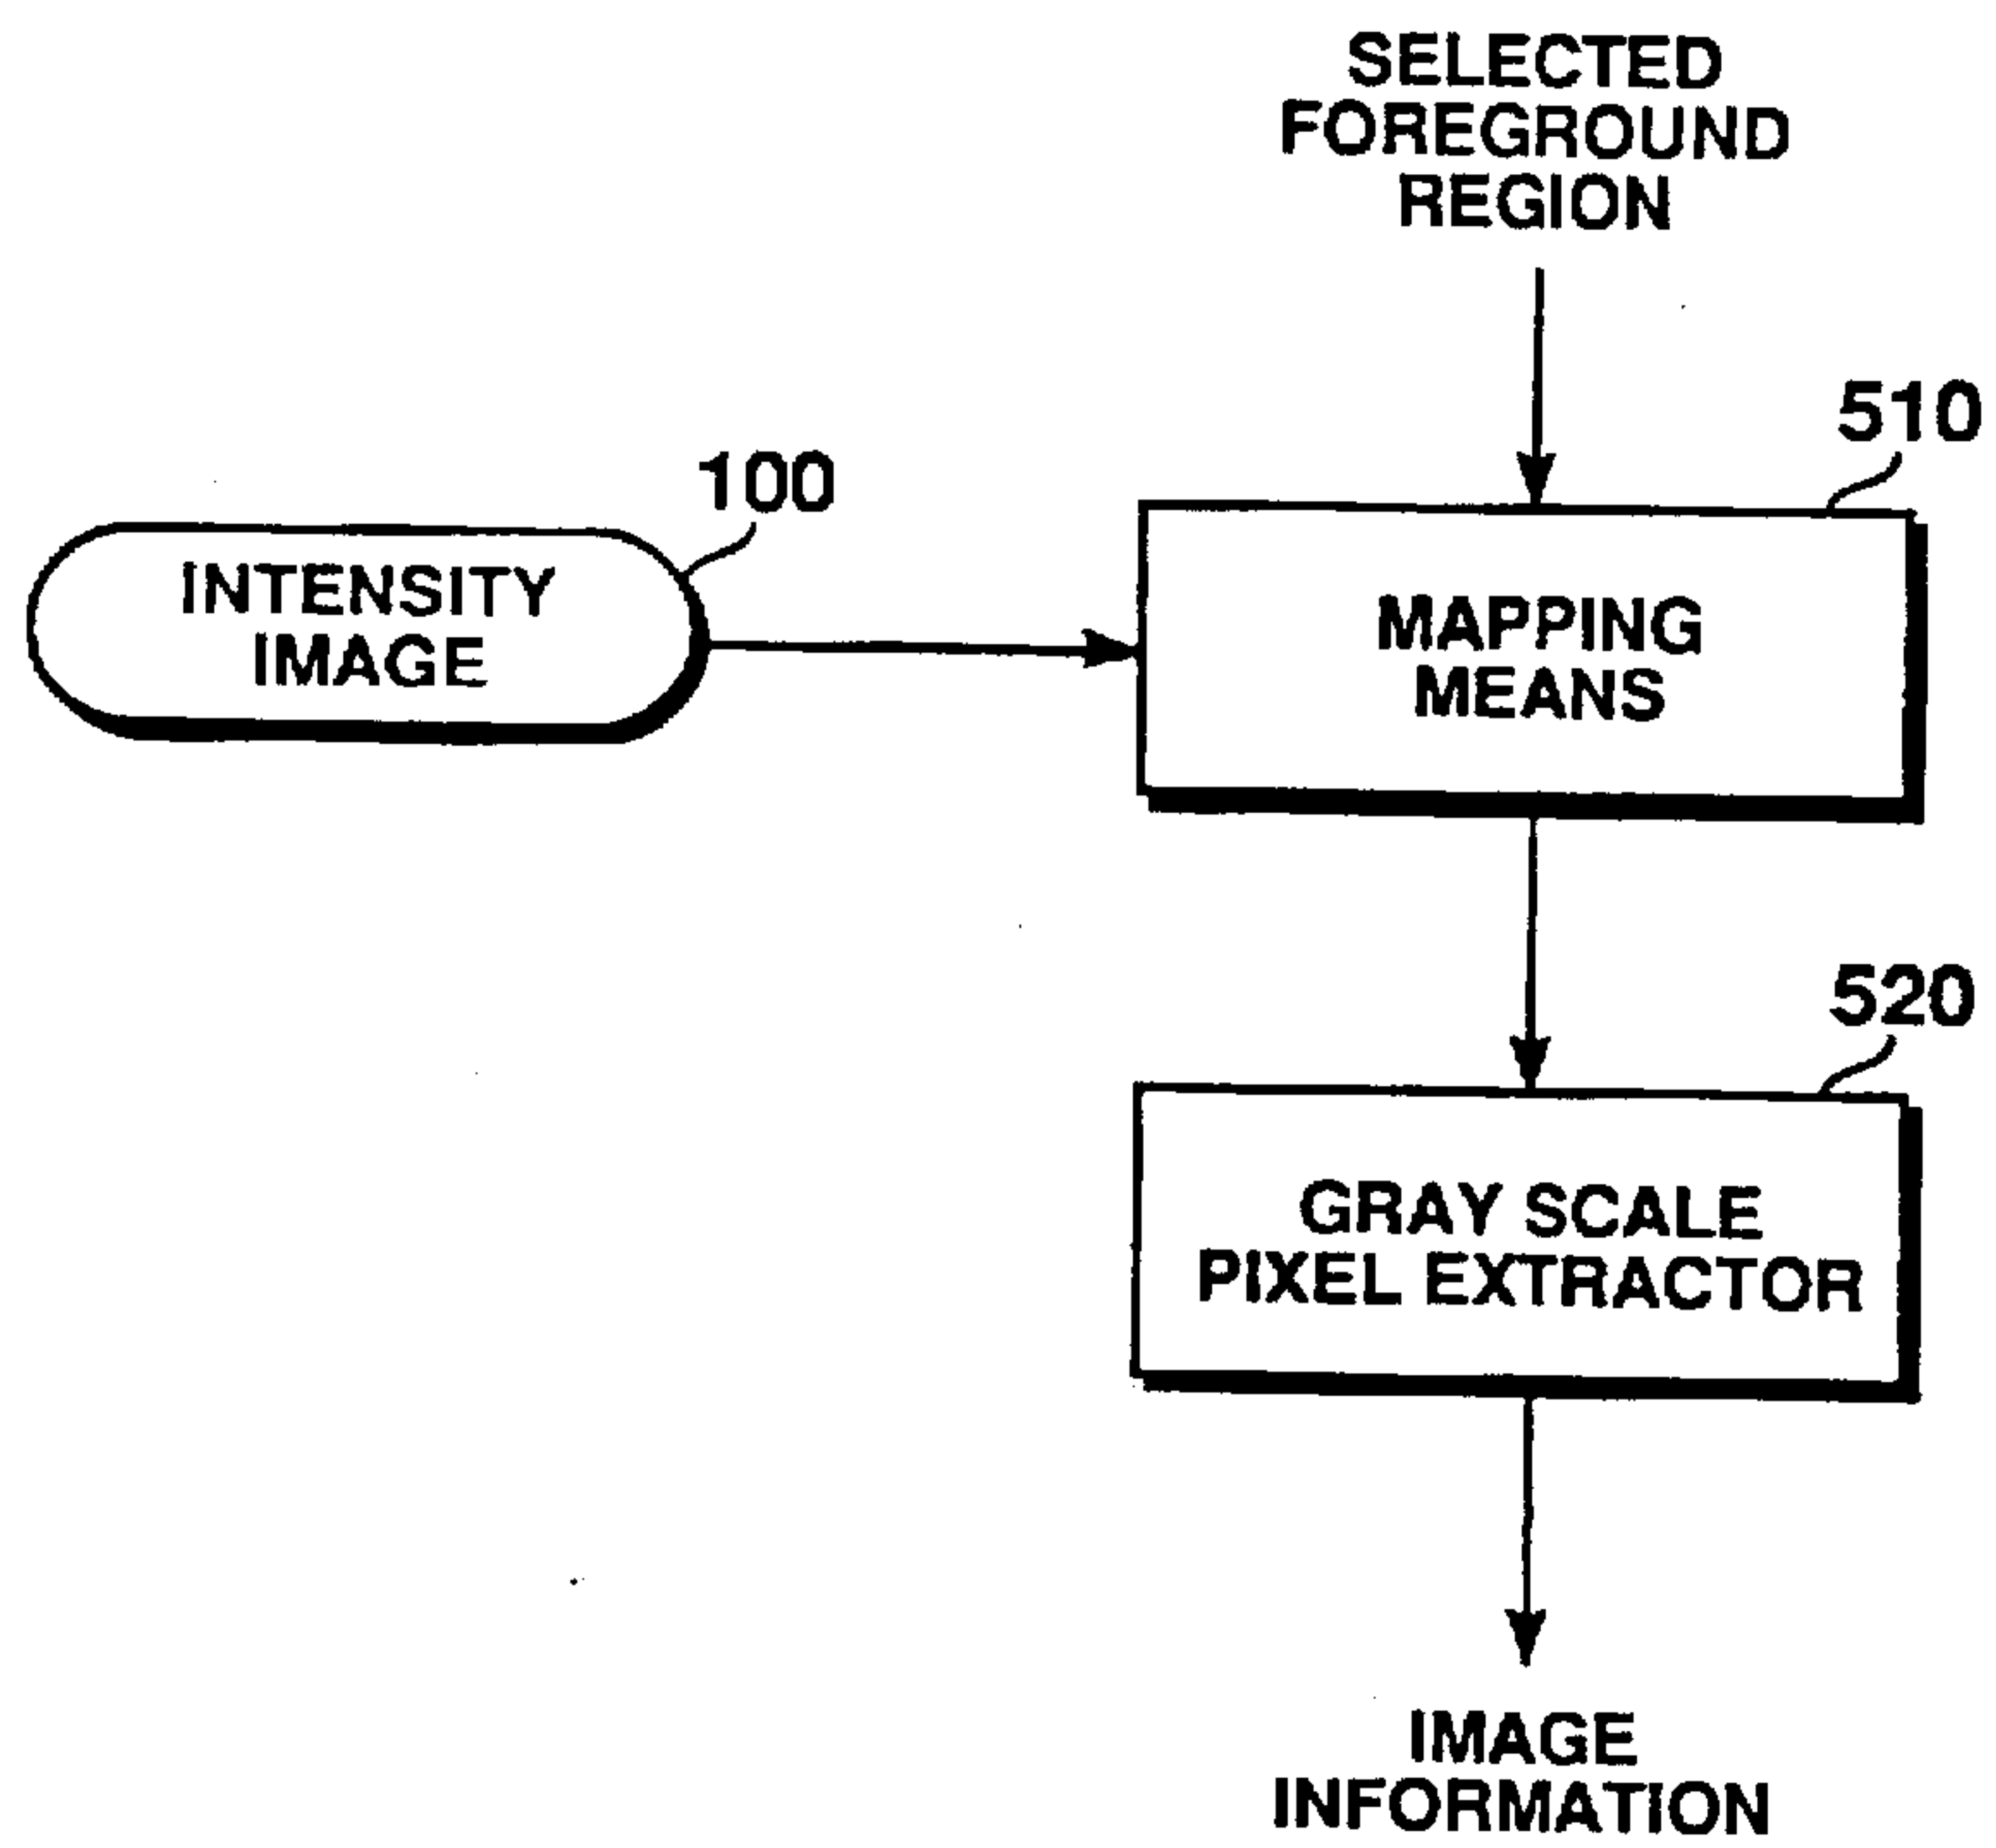 SELECTED
FOREGROUND
REGION
510
100
INTENSITY
IMAGE
MAPPING
MEANS
520
GRAY SCALE
PIXEL EXTRACTOR
IMAGE
INFORMATION